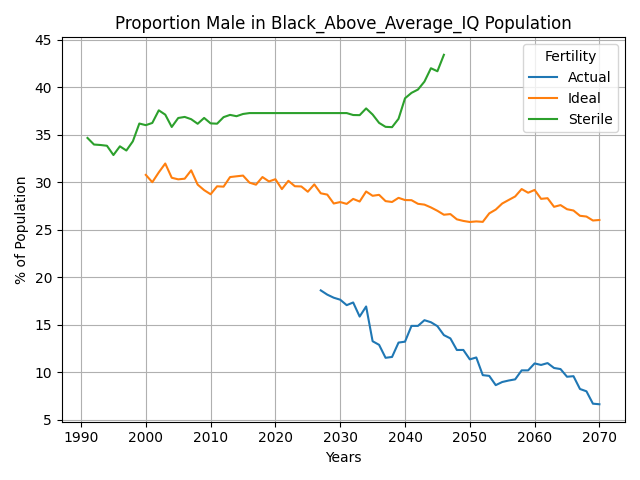 Proportion Male in Black_Above_Average_IQ Population
45
40
35
30
25
20
15
10
5
% of Population
Fertility
Actual
Ideal
Sterile
1990 2000 2010 2020 2030 2040 2050 2060 2070
Years